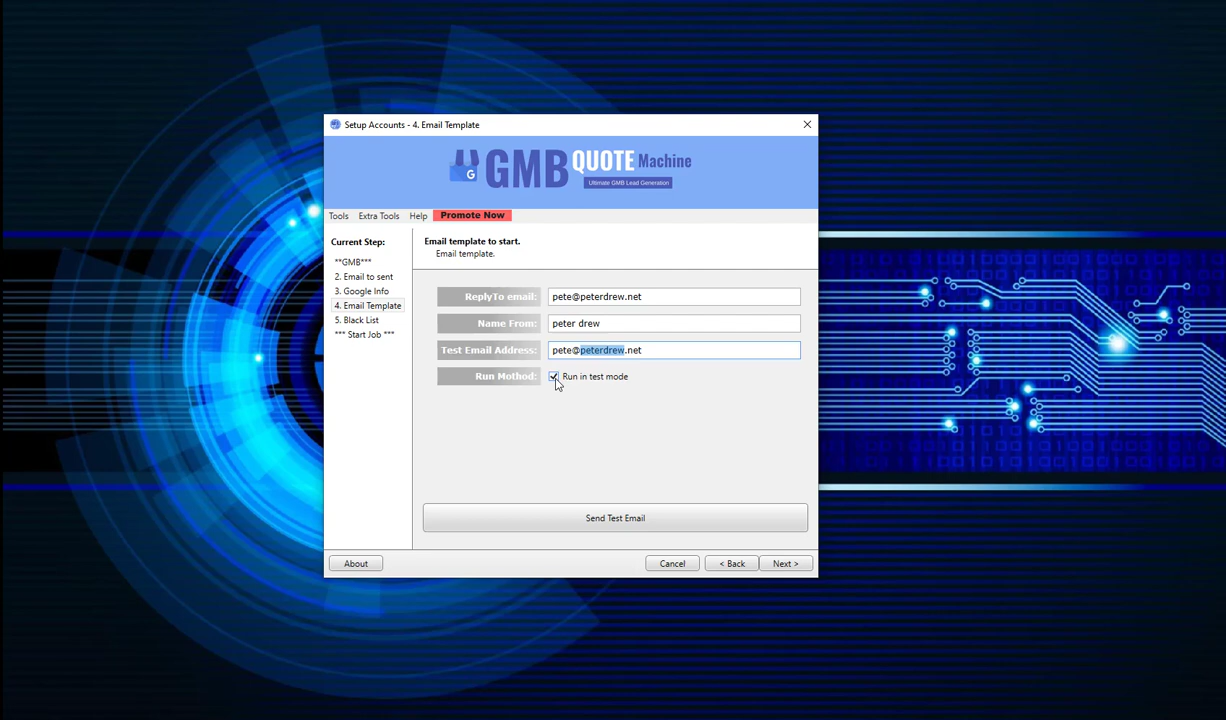 Setup Accounts - 4. Email Template
GMB QUOTE Machine
G
Ultimate GMB Lead Generation
Tools Extra Tools Help Promote Now
Current Step:
**GMB***
2. Email to sent
3. Google Info
4. Email Template
5. Black List
*** Start Job ***
Email template to start.
Email template.
ReplyTo email: pete@peterdrew.net
Name From: peter drew
Test Email Address: pete@peterdrew.net
Run Mothod: Run in test mode
Send Test Email
About Cancel < Back Next >